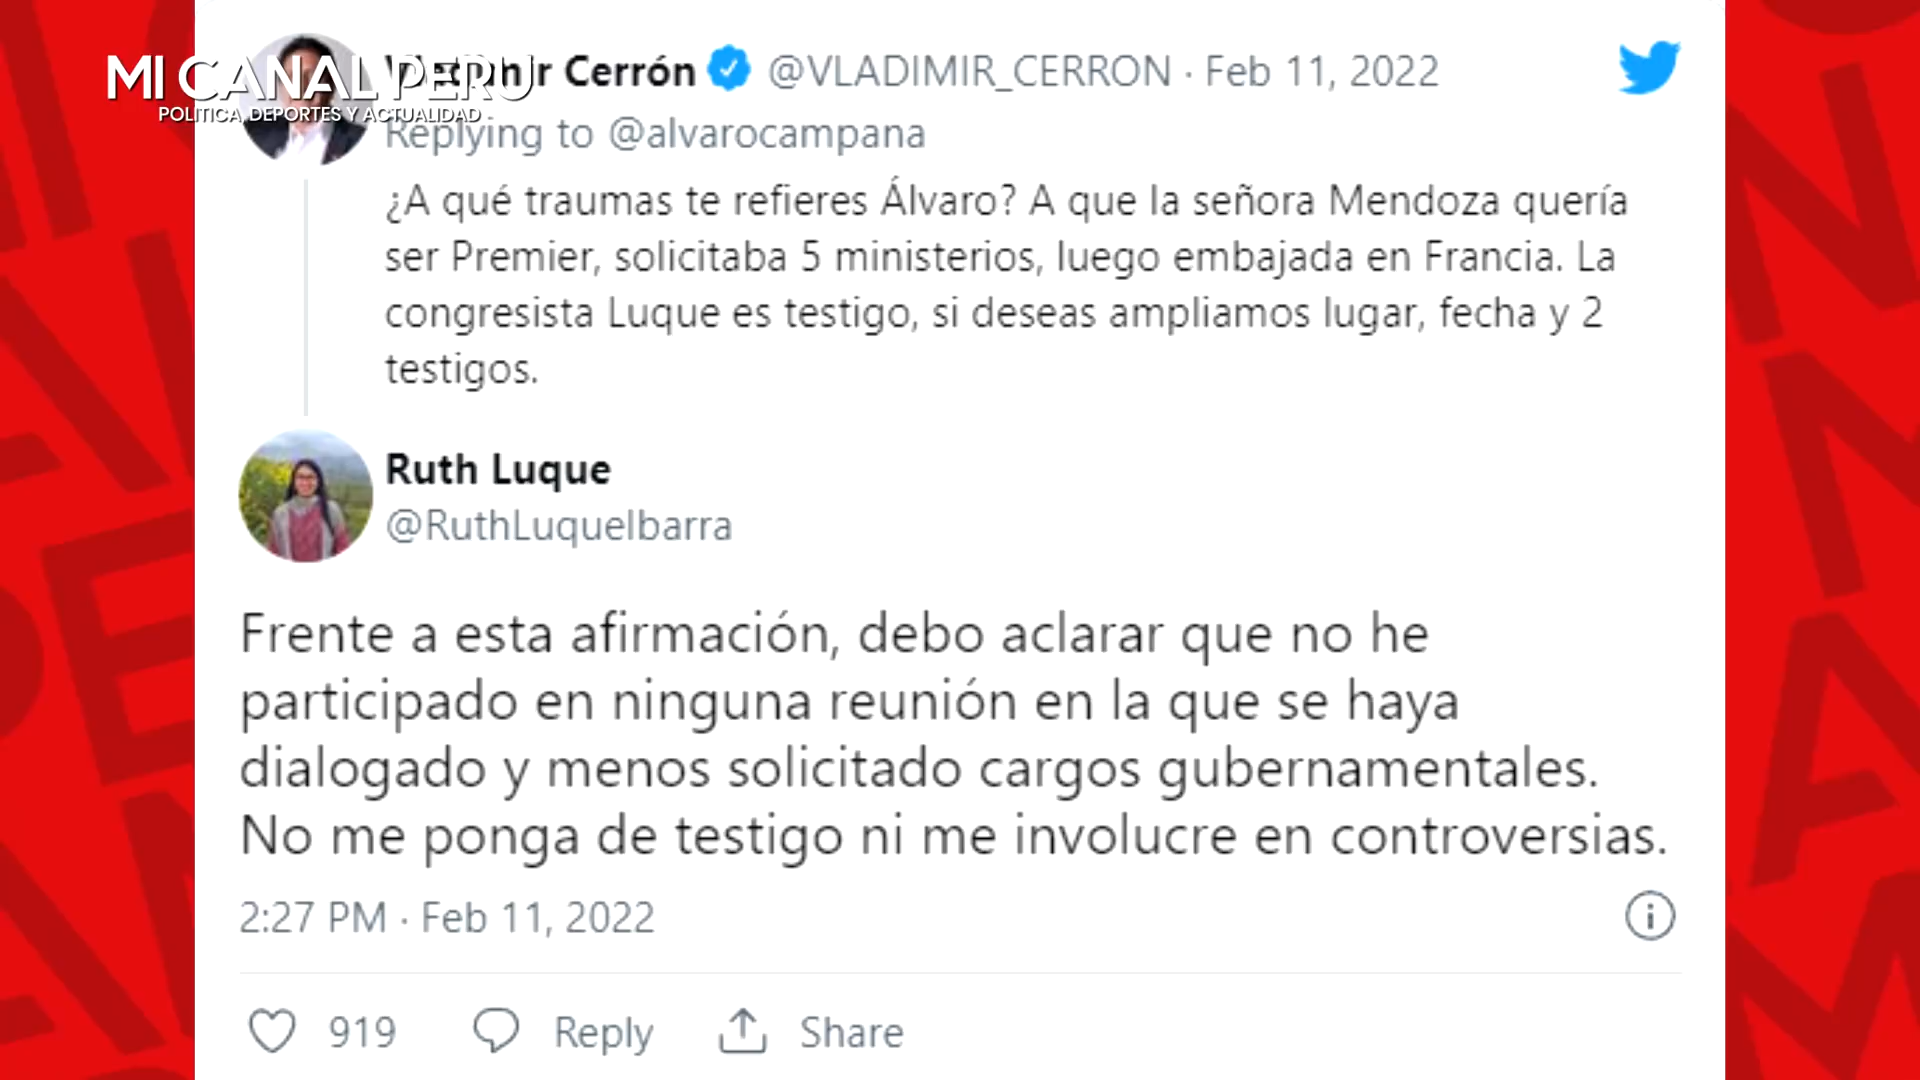 MI CANAL PERU
POLITICA, DEPORTES Y ACTUALIDAD
Vladimir Cerrón @VLADIMIR_CERRON · Feb 11, 2022
Replying to @alvarocampana
¿A qué traumas te refieres Álvaro? A que la señora Mendoza quería
ser Premier, solicitaba 5 ministerios, luego embajada en Francia. La
congresista Luque es testigo, si deseas ampliamos lugar, fecha y 2
testigos.
Ruth Luque
@RuthLuqueIbarra
Frente a esta afirmación, debo aclarar que no he
participado en ninguna reunión en la que se haya
dialogado y menos solicitado cargos gubernamentales.
No me ponga de testigo ni me involucre en controversias.
2:27 PM · Feb 11, 2022
919 Reply Share